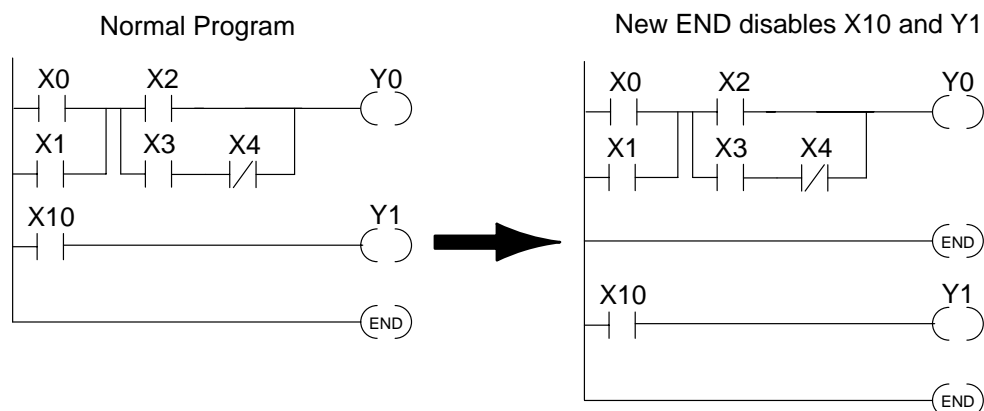 Normal Program
X0 X2 Y0
X1 X3 X4
X10 Y1
END
New END disables X10 and Y1
X0 X2 Y0
X1 X3 X4
END
X10 Y1
END